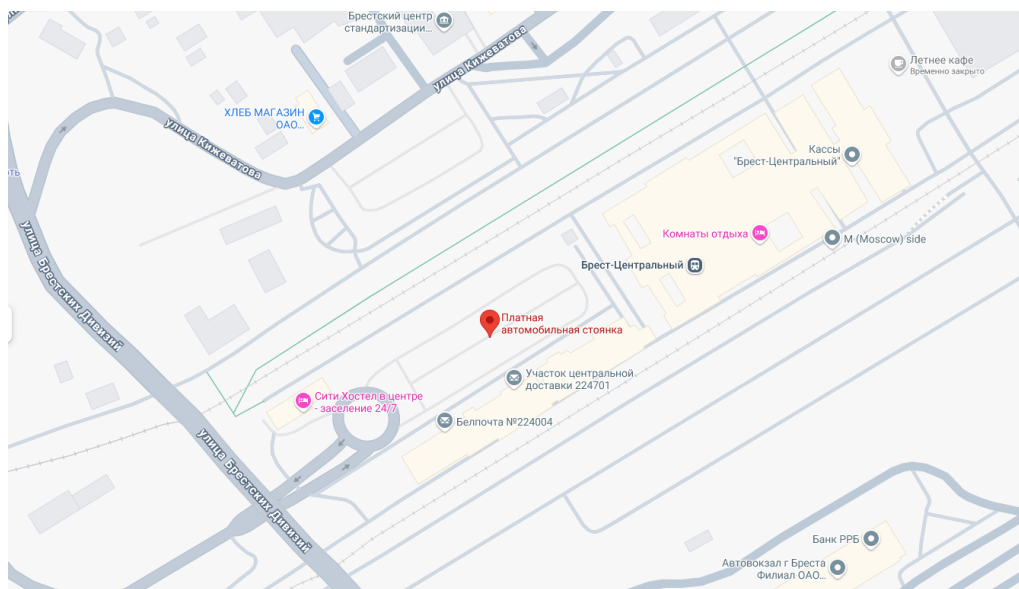 Брестский центр
стандартизации...
улица Кижеватова
Летнее кафе
Временно закрыто
ХЛЕБ МАГАЗИН
ОАО...
улица Кижеватова
Кассы
"Брест-Центральный"
Комнаты отдыха
M (Moscow) side
Брест-Центральный
улица Брестских Дивизий
Платная
автомобильная стоянка
Участок центральной
доставки 224701
Сити Хостел в центре
- заселение 24/7
Белпочта №224004
улица Брестских Дивизий
Банк РРБ
Автовокзал г Бреста
Филиал ОАО...